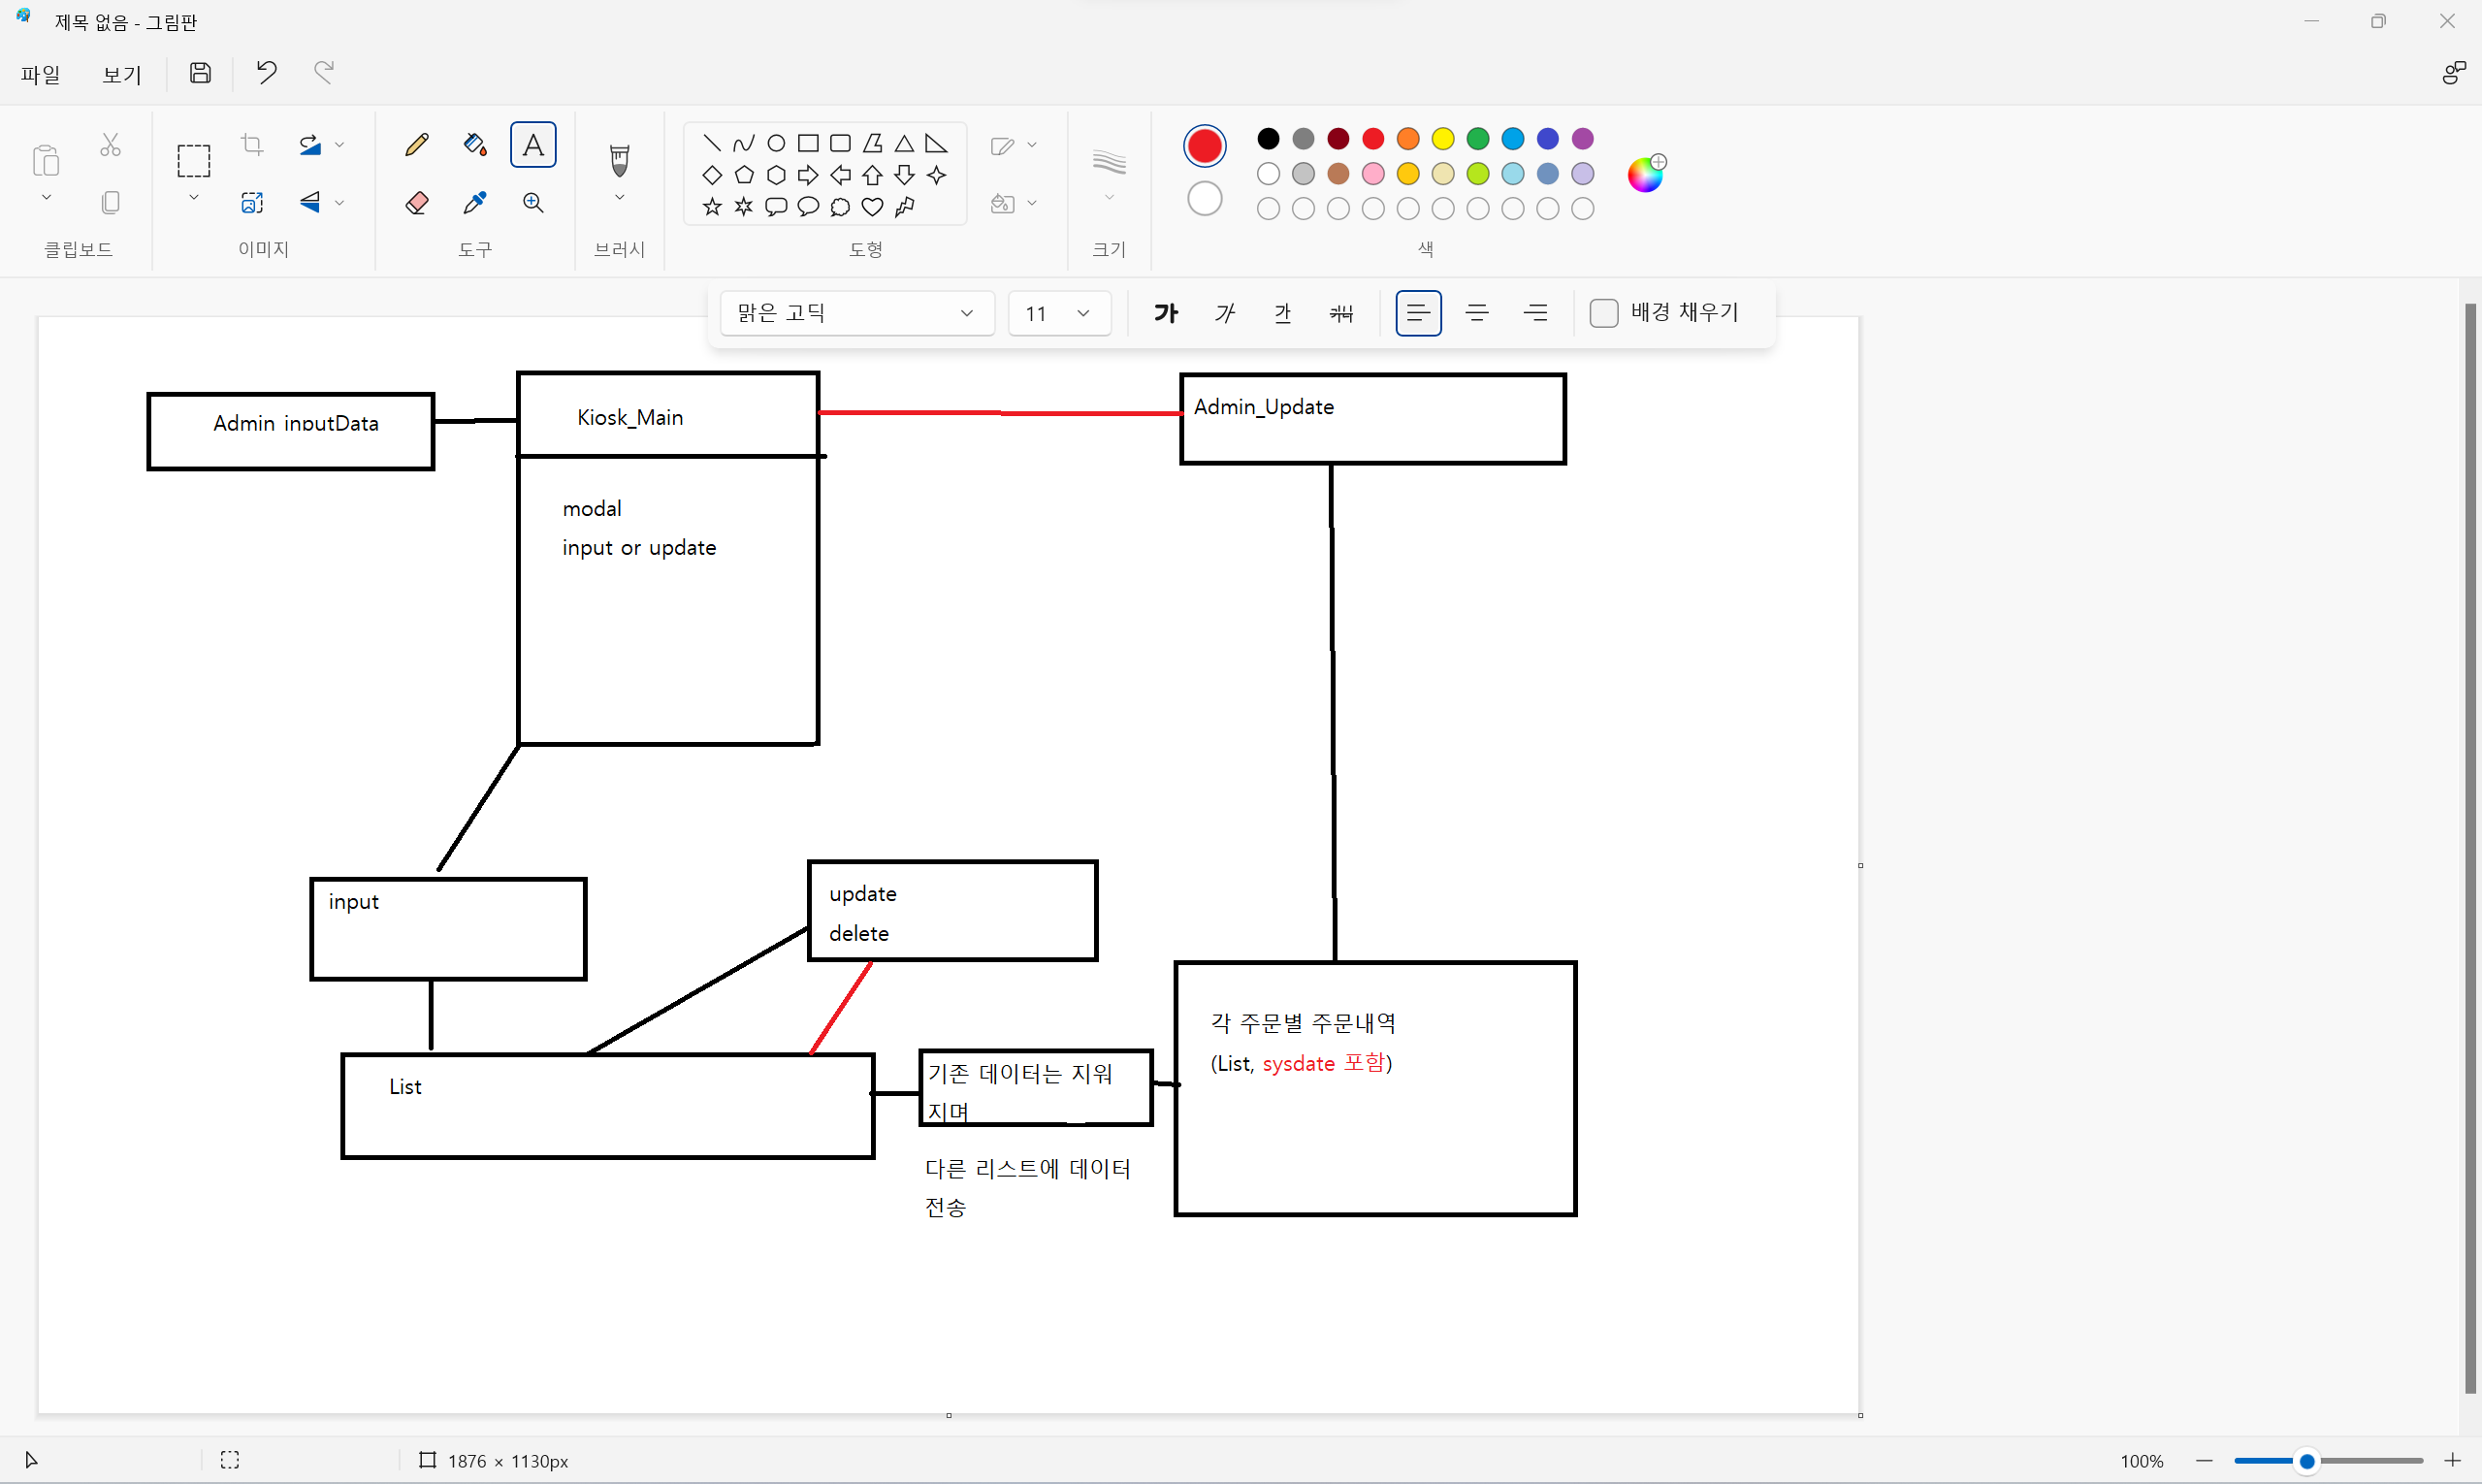 제목 없음 - 그림판
파일
보기
클립보드
이미지
도구
브러시
도형
크기
색
맑은 고딕
11
가
가
간
배경 채우기
Admin inputData
Kiosk_Main
Admin_Update
modal
input or update
input
update
delete
List
기존 데이터는 지워
지며
다른 리스트에 데이터
전송
각 주문별 주문내역
(List, sysdate 포함)
1876 × 1130px
100%